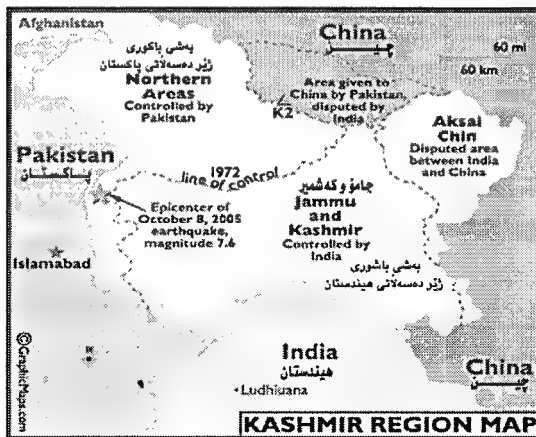 Afghanistan
China
چین
60 mi
60 km
بەشی باکوری
ژێر دەسەڵاتی پاکستان
Northern
Areas
Controlled by
Pakistan
Area given to
China by Pakistan,
disputed by
India
K2
Aksai
Chin
Disputed area
between India
and China
Pakistan
پاکستان
1972
line of control
Epicenter of
October 8, 2005
earthquake,
magnitude 7.6
جامۆ و کەشمیر
Jammu
and
Kashmir
Controlled by
India
بەشی باشوری
ژێر دەسەڵاتی هیندستان
Islamabad
India
هیندستان
Ludhiuana
China
چین
©GraphicMaps.com
KASHMIR REGION MAP